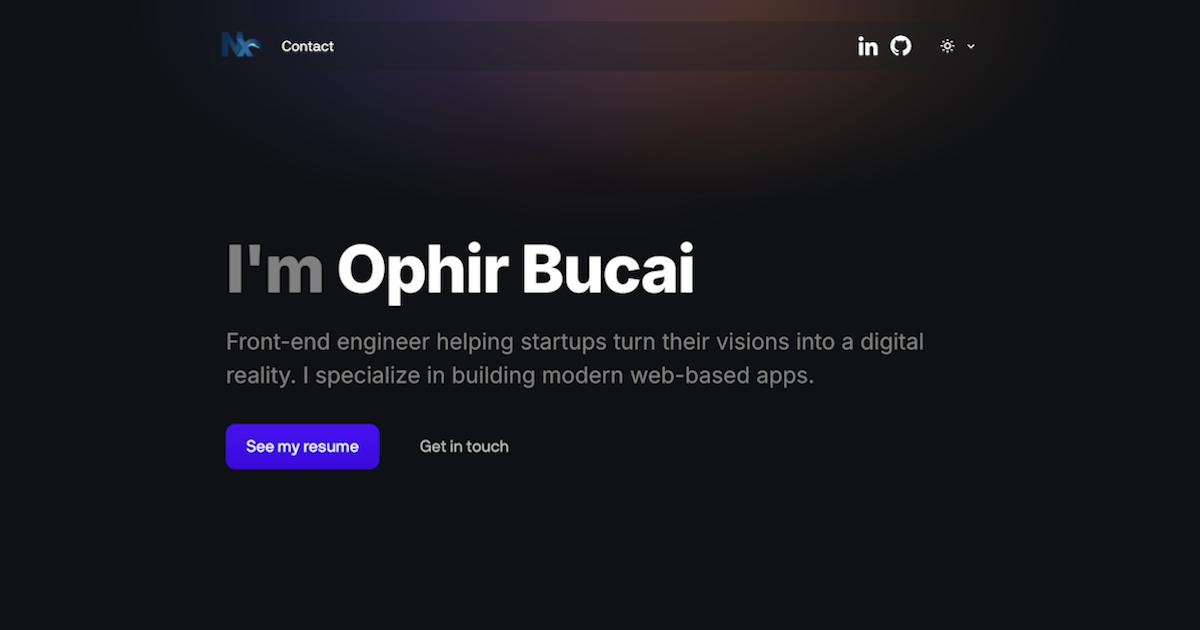 Nx
Contact
in
I'm Ophir Bucai
Front-end engineer helping startups turn their visions into a digital
reality. I specialize in building modern web-based apps.
See my resume
Get in touch